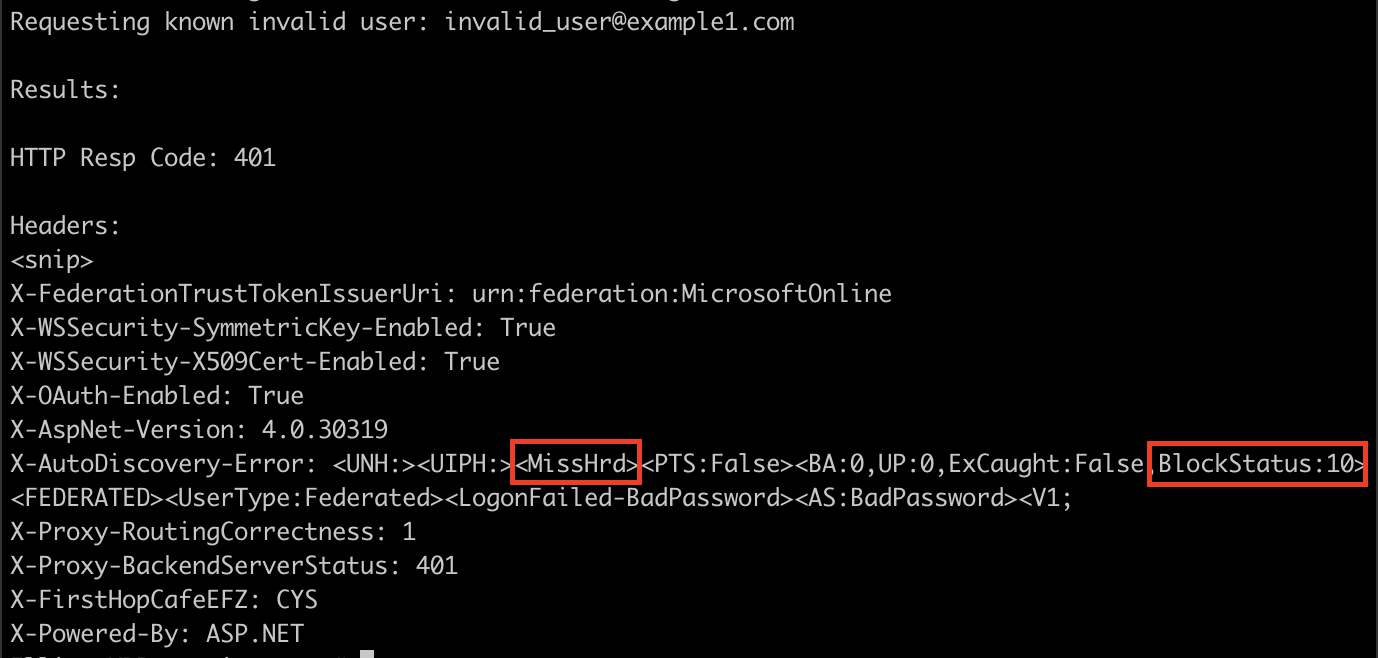 Requesting known invalid user: invalid_user@example1.com
Results:
HTTP Resp Code: 401
Headers:
<snip>
X-FederationTrustTokenIssuerUri: urn:federation:MicrosoftOnline
X-WSSecurity-SymmetricKey-Enabled: True
X-WSSecurity-X509Cert-Enabled: True
X-OAuth-Enabled: True
X-AspNet-Version: 4.0.30319
X-AutoDiscovery-Error: <UNH:><UIPH:><MissHrd><PTS:False><BA:0,UP:0,ExCaught:False,BlockStatus:10>
<FEDERATED><UserType:Federated><LogonFailed-BadPassword><AS:BadPassword><V1;
X-Proxy-RoutingCorrectness: 1
X-Proxy-BackendServerStatus: 401
X-FirstHopCafeEFZ: CYS
X-Powered-By: ASP.NET